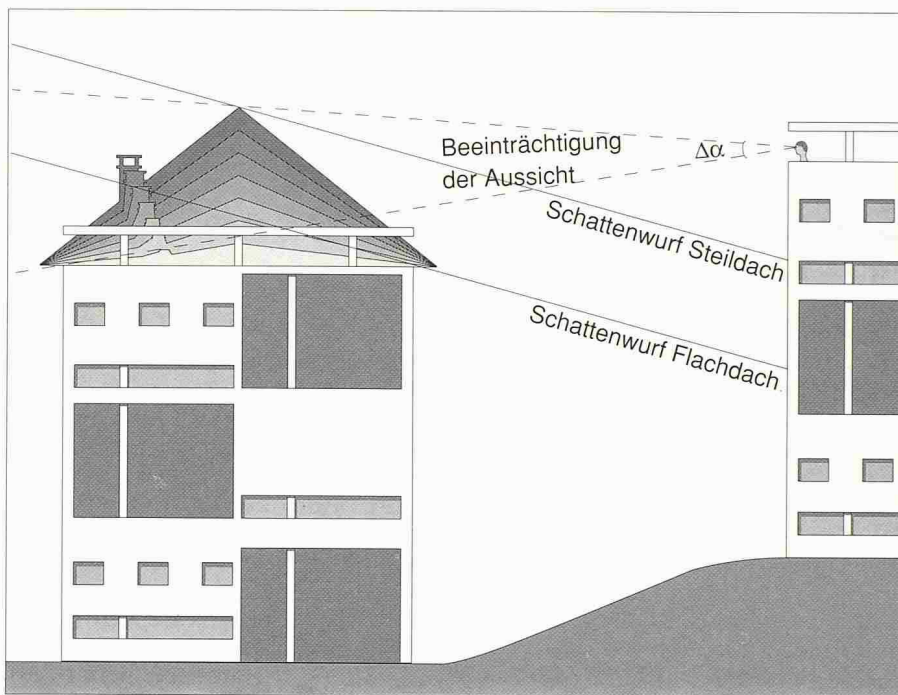 Beeinträchtigung
der Aussicht
Δα
Schattenwurf Steildach
Schattenwurf Flachdach